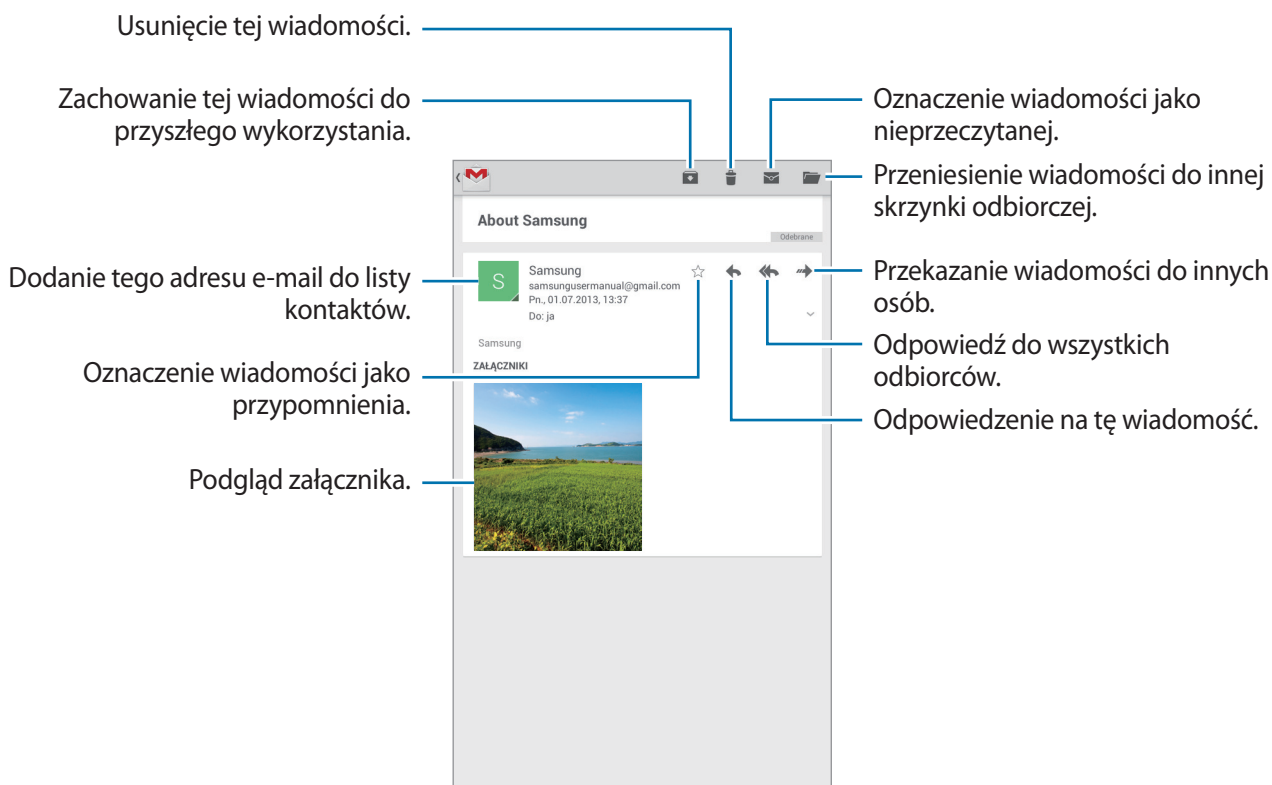 Usunięcie tej wiadomości.
Zachowanie tej wiadomości do
przyszłego wykorzystania.
Dodanie tego adresu e-mail do listy
kontaktów.
Oznaczenie wiadomości jako
przypomnienia.
Podgląd załącznika.
About Samsung
Odebrane
S
Samsung
samsungusermanual@gmail.com
Pn., 01.07.2013, 13:37
Do: ja
Samsung
ZAŁĄCZNIKI
Oznaczenie wiadomości jako
nieprzeczytanej.
Przeniesienie wiadomości do innej
skrzynki odbiorczej.
Przekazanie wiadomości do innych
osób.
Odpowiedź do wszystkich
odbiorców.
Odpowiedzenie na tę wiadomość.